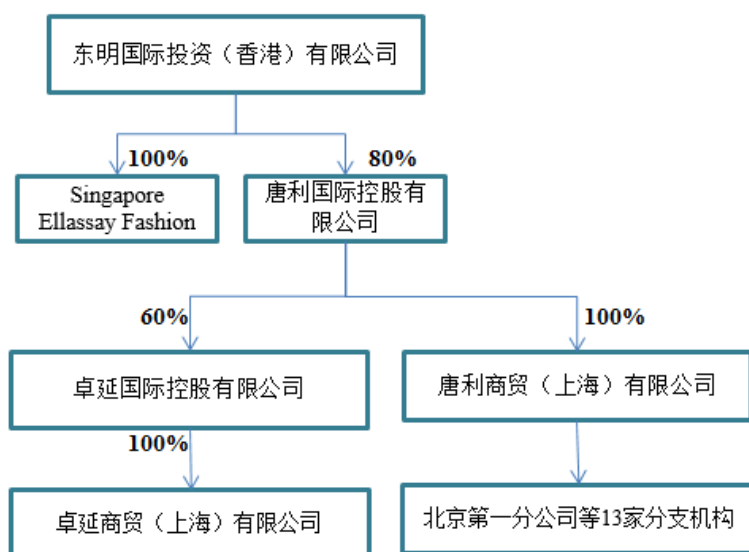 东明国际投资（香港）有限公司
100%
80%
Singapore
Ellassay Fashion
唐利国际控股有
限公司
60%
100%
卓延国际控股有限公司
唐利商贸（上海）有限公司
100%
卓延商贸（上海）有限公司
北京第一分公司等13家分支机构